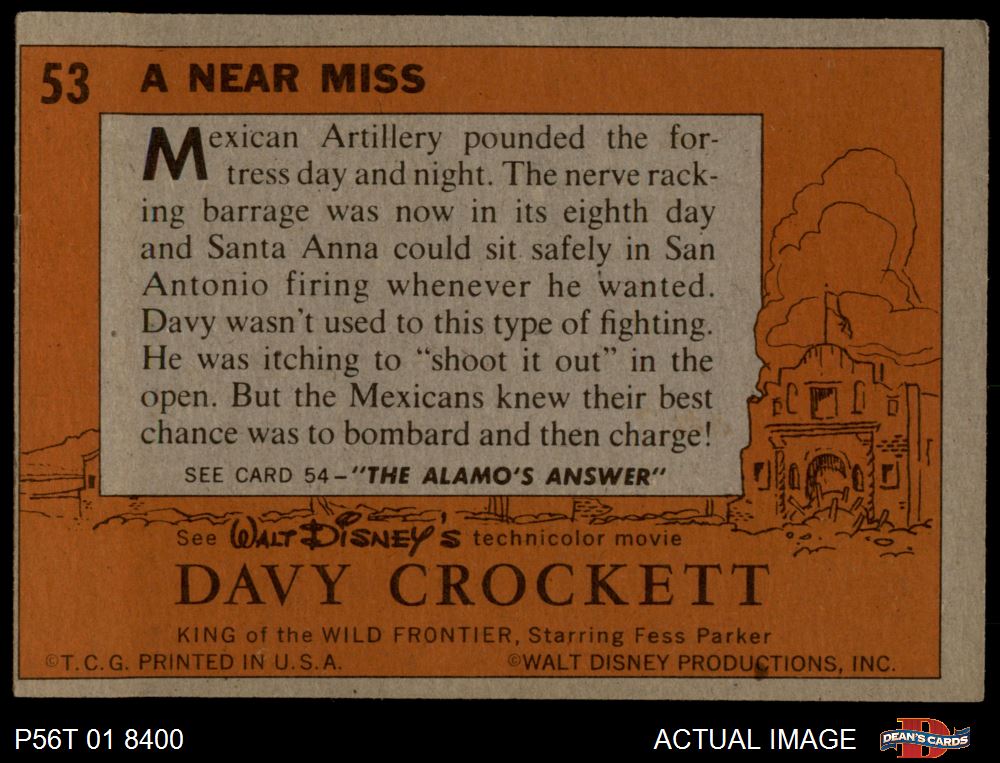 53 A NEAR MISS
Mexican Artillery pounded the for-
tress day and night. The nerve rack-
ing barrage was now in its eighth day
and Santa Anna could sit safely in San
Antonio firing whenever he wanted.
Davy wasn't used to this type of fighting.
He was itching to "shoot it out" in the
open. But the Mexicans knew their best
chance was to bombard and then charge!
SEE CARD 54-"THE ALAMO'S ANSWER"
See WALT DISNEY'S technicolor movie
DAVY CROCKETT
KING of the WILD FRONTIER, Starring Fess Parker
©T.C.G. PRINTED IN U.S.A. ©WALT DISNEY PRODUCTIONS, INC.
P56T 01 8400 ACTUAL IMAGE DEAN'S CARDS